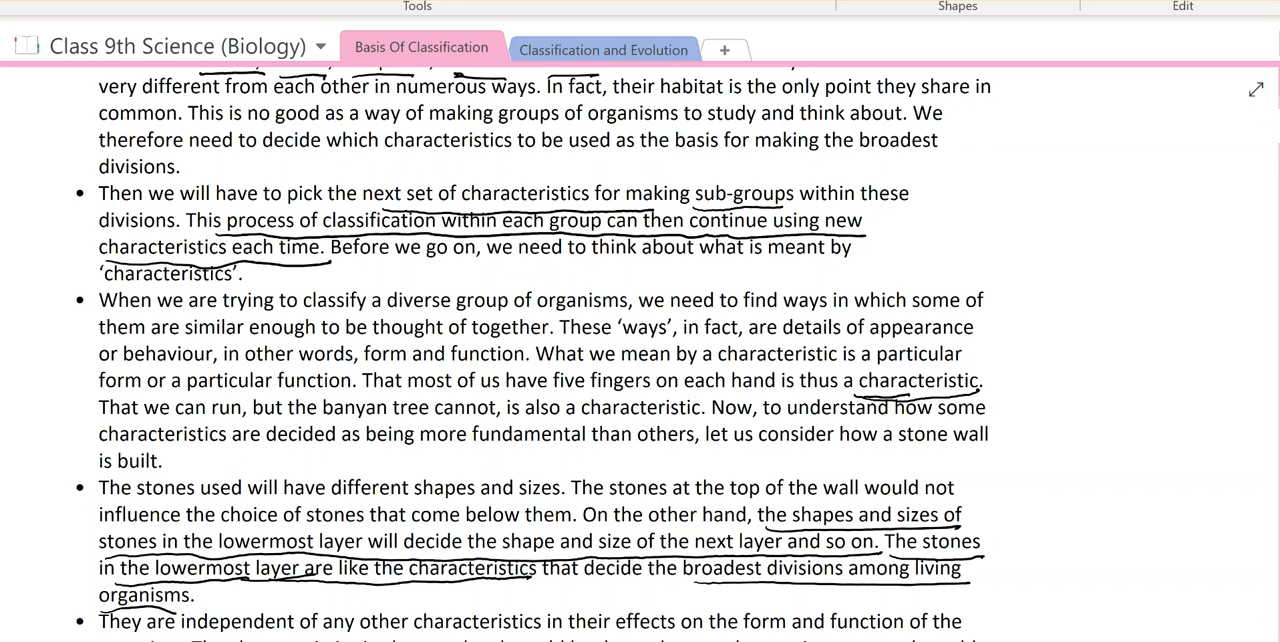 Tools Shapes Edit
Class 9th Science (Biology) Basis Of Classification Classification and Evolution +
very different from each other in numerous ways. In fact, their habitat is the only point they share in
common. This is no good as a way of making groups of organisms to study and think about. We
therefore need to decide which characteristics to be used as the basis for making the broadest
divisions.
• Then we will have to pick the next set of characteristics for making sub-groups within these
divisions. This process of classification within each group can then continue using new
characteristics each time. Before we go on, we need to think about what is meant by
‘characteristics’.
• When we are trying to classify a diverse group of organisms, we need to find ways in which some of
them are similar enough to be thought of together. These ‘ways’, in fact, are details of appearance
or behaviour, in other words, form and function. What we mean by a characteristic is a particular
form or a particular function. That most of us have five fingers on each hand is thus a characteristic.
That we can run, but the banyan tree cannot, is also a characteristic. Now, to understand how some
characteristics are decided as being more fundamental than others, let us consider how a stone wall
is built.
• The stones used will have different shapes and sizes. The stones at the top of the wall would not
influence the choice of stones that come below them. On the other hand, the shapes and sizes of
stones in the lowermost layer will decide the shape and size of the next layer and so on. The stones
in the lowermost layer are like the characteristics that decide the broadest divisions among living
organisms.
• They are independent of any other characteristics in their effects on the form and function of the